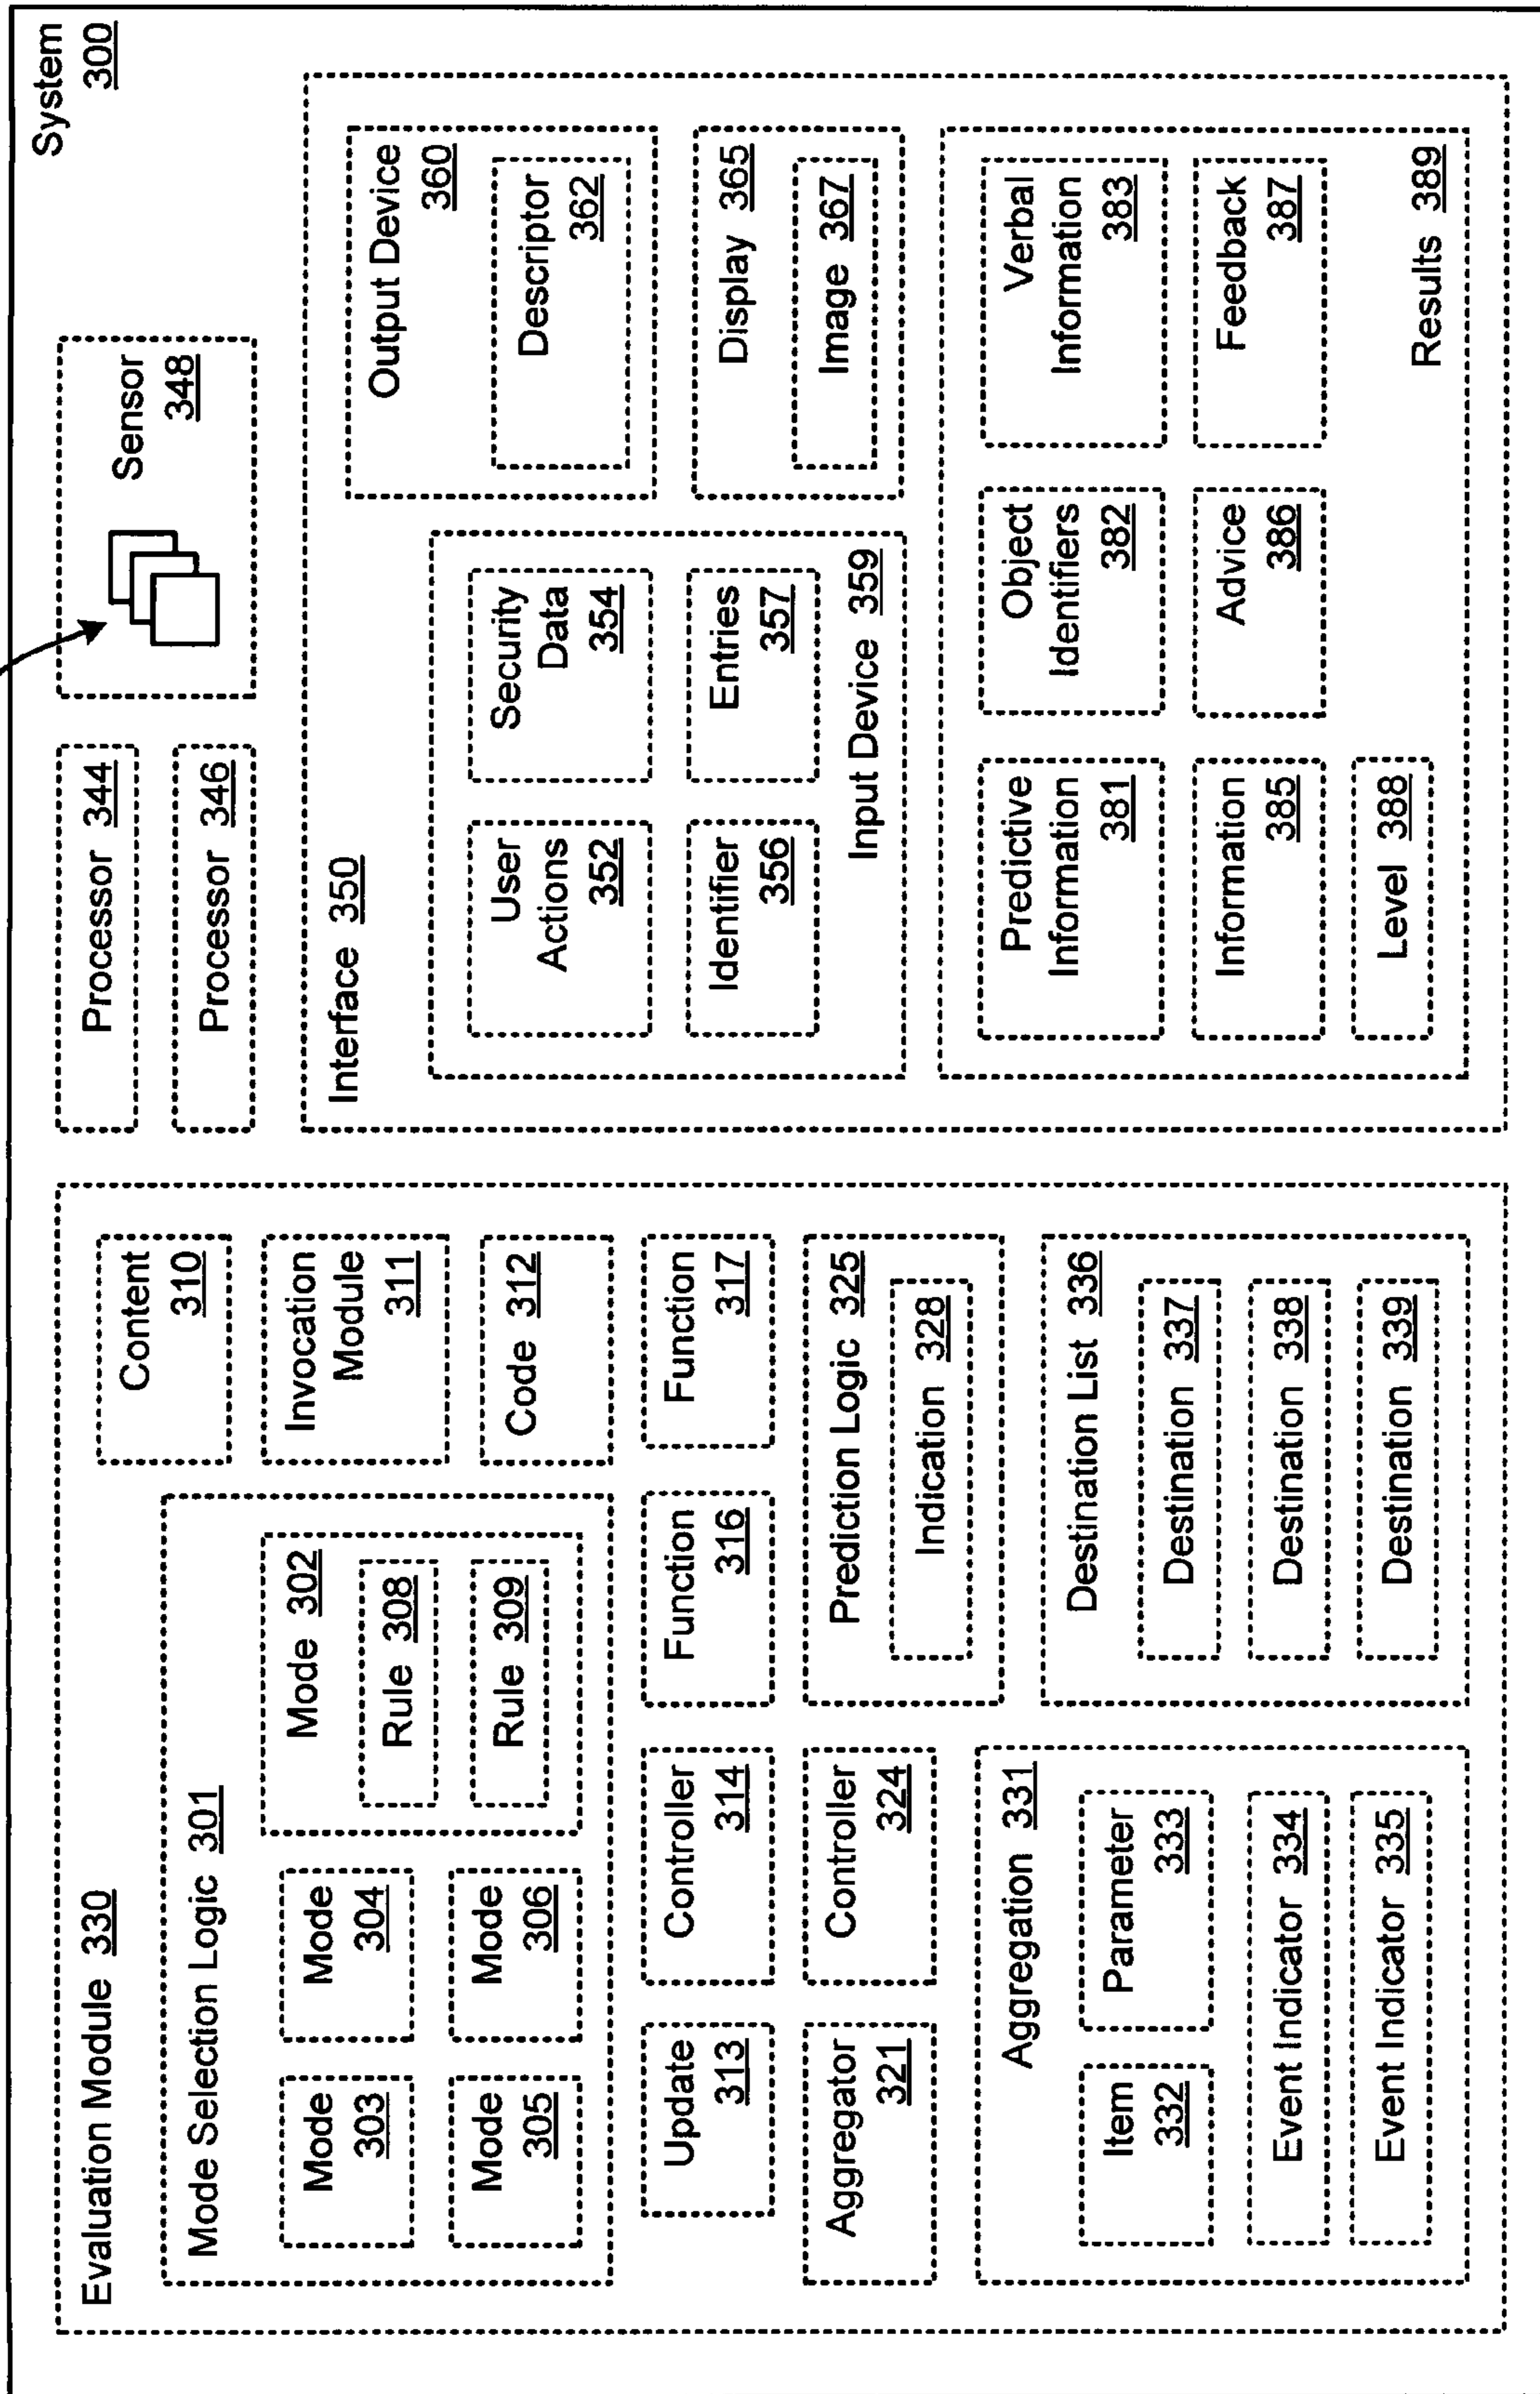 System
300
Evaluation Module 330
Mode Selection Logic 301
Mode
303
Mode
304
Mode
305
Mode
306
Mode 302
Rule 308
Rule 309
Content
310
Invocation
Module
311
Code 312
Update
313
Controller
314
Function
316
Function
317
Aggregator
321
Controller
324
Prediction Logic 325
Indication 328
Aggregation 331
Item
332
Parameter
333
Event Indicator 334
Event Indicator 335
Destination List 336
Destination 337
Destination 338
Destination 339
Processor 344
Processor 346
Sensor
348
Interface 350
User
Actions
352
Security
Data
354
Identifier
356
Entries
357
Input Device 359
Output Device
360
Descriptor
362
Display 365
Image 367
Predictive
Information
381
Object
Identifiers
382
Verbal
Information
383
Information
385
Advice
386
Feedback
387
Level 388
Results 389